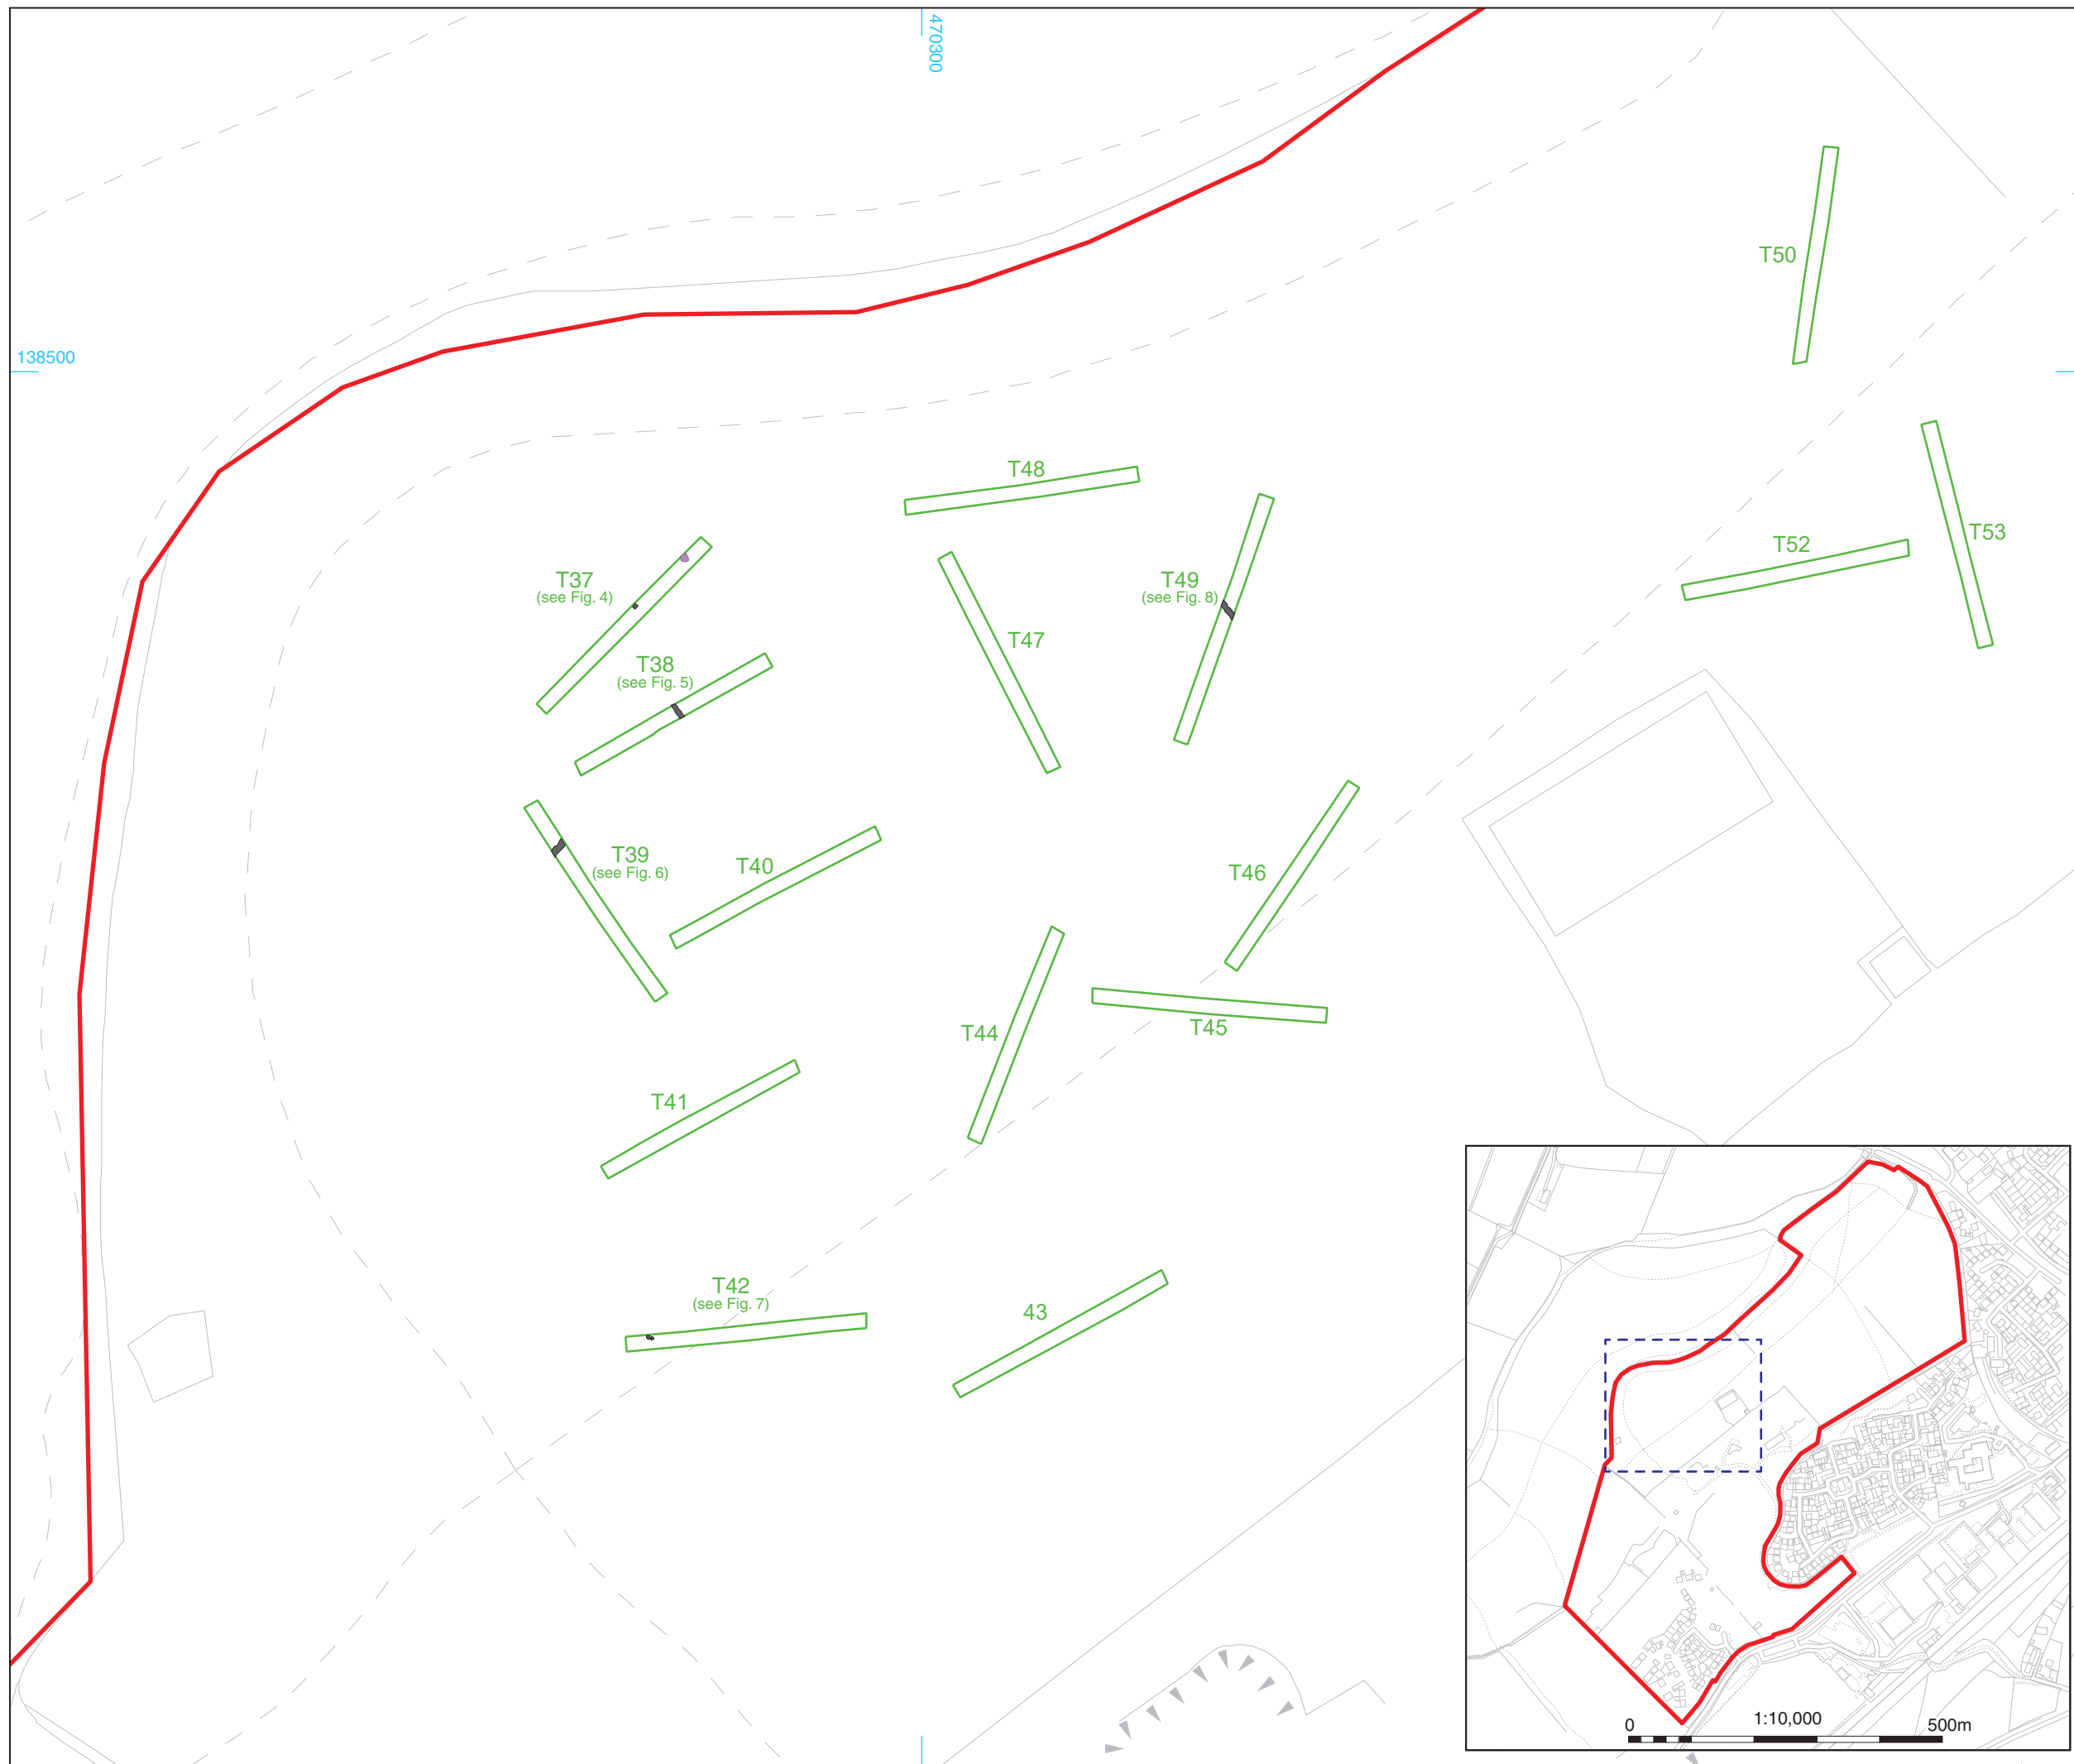 470300
138500
T50
T48
T53
T52
T37
(see Fig. 4)
T49
(see Fig. 8)
T47
T38
(see Fig. 5)
T39
(see Fig. 6)
T40
T46
T44
T45
T41
T42
(see Fig. 7)
43
0
1:10,000
500m